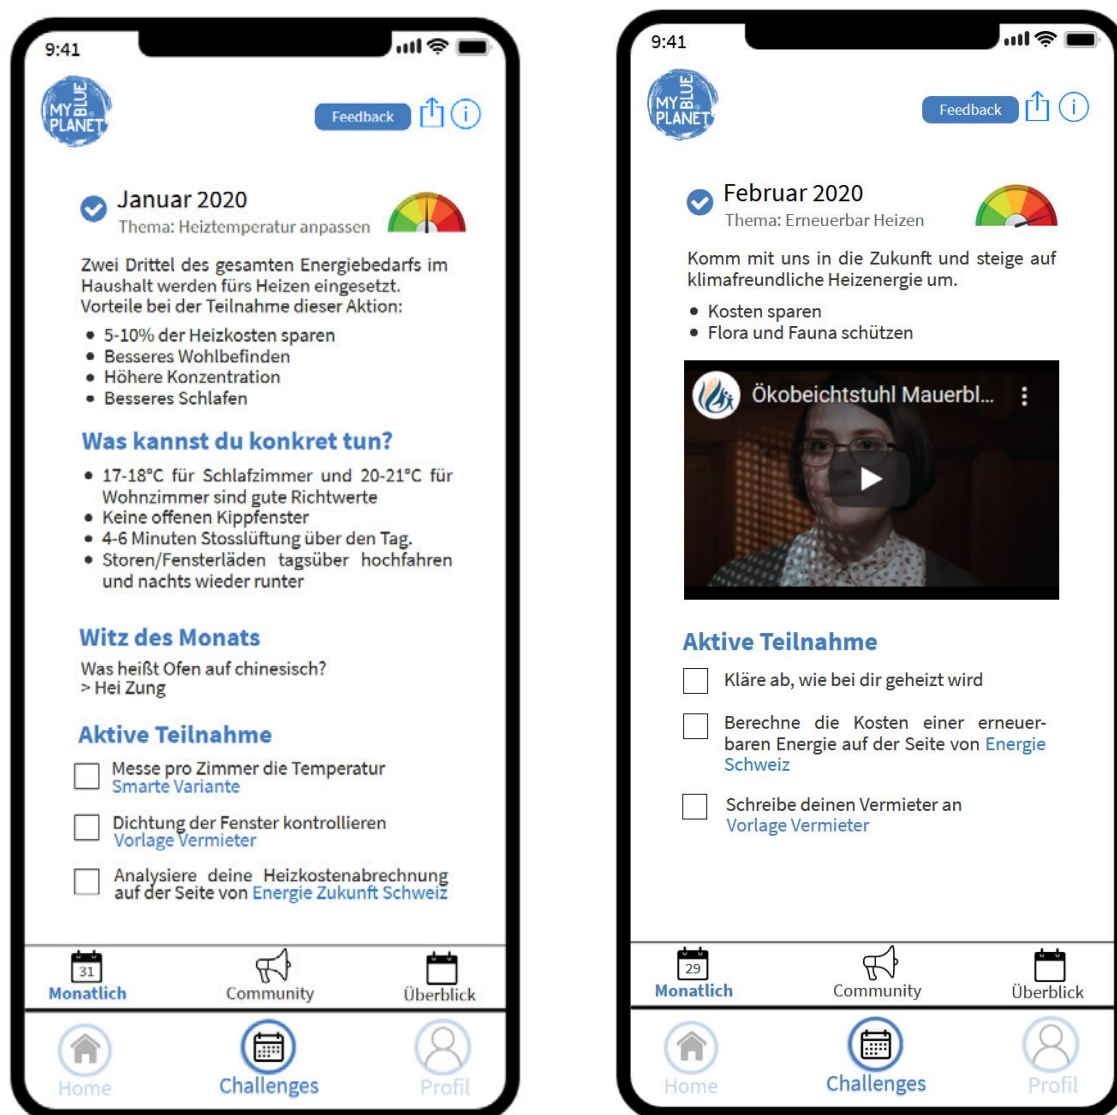 9:41
MY BLUE PLANET
Feedback
Januar 2020
Thema: Heiztemperatur anpassen
Zwei Drittel des gesamten Energiebedarfs im
Haushalt werden fürs Heizen eingesetzt.
Vorteile bei der Teilnahme dieser Aktion:
• 5-10% der Heizkosten sparen
• Besseres Wohlbefinden
• Höhere Konzentration
• Besseres Schlafen
Was kannst du konkret tun?
• 17-18°C für Schlafzimmer und 20-21°C für
Wohnzimmer sind gute Richtwerte
• Keine offenen Kippfenster
• 4-6 Minuten Stosslüftung über den Tag.
• Storen/Fensterläden tagsüber hochfahren
und nachts wieder runter
Witz des Monats
Was heißt Ofen auf chinesisch?
> Hei Zung
Aktive Teilnahme
Messe pro Zimmer die Temperatur
Smarte Variante
Dichtung der Fenster kontrollieren
Vorlage Vermieter
Analysiere deine Heizkostenabrechnung
auf der Seite von Energie Zukunft Schweiz
31
Monatlich
Community
Überblick
Home
Challenges
Profil
9:41
MY BLUE PLANET
Feedback
Februar 2020
Thema: Erneuerbar Heizen
Komm mit uns in die Zukunft und steige auf
klimafreundliche Heizenergie um.
• Kosten sparen
• Flora und Fauna schützen
Ökobeichtstuhl Mauerbl...
Aktive Teilnahme
Kläre ab, wie bei dir geheizt wird
Berechne die Kosten einer erneuer-
baren Energie auf der Seite von Energie
Schweiz
Schreibe deinen Vermieter an
Vorlage Vermieter
29
Monatlich
Community
Überblick
Home
Challenges
Profil